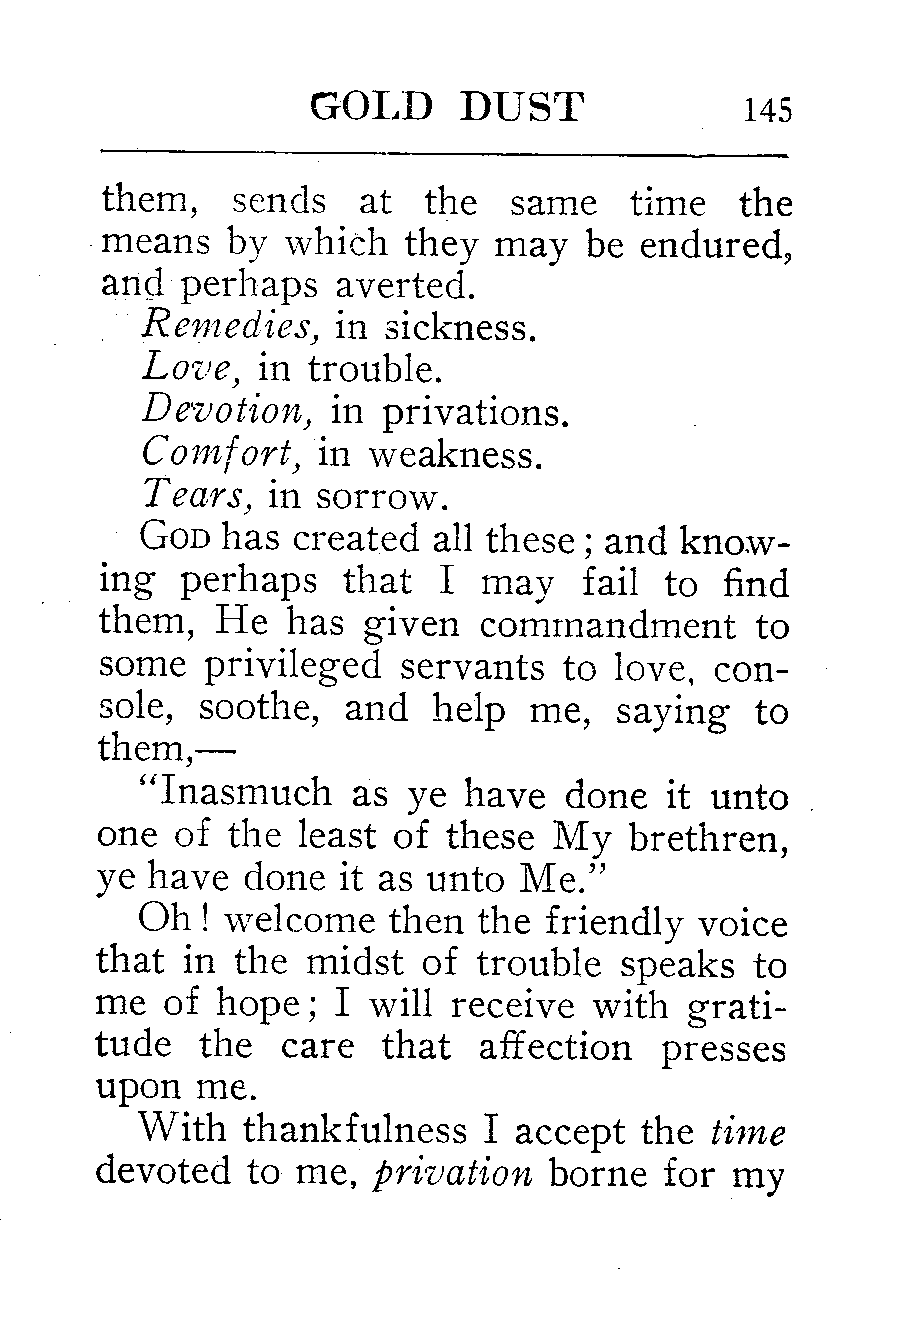 GOLD DUST 145
them, sends at the same time the
means by which they may be endured,
and perhaps averted.
Remedies, in sickness.
Love, in trouble.
Devotion, in privations.
Comfort, in weakness.
Tears, in sorrow.
GOD has created all these; and know-
ing perhaps that I may fail to find
them, He has given commandment to
some privileged servants to love, con-
sole, soothe, and help me, saying to
them,—
“Inasmuch as ye have done it unto
one of the least of these My brethren,
ye have done it as unto Me.”
Oh! welcome then the friendly voice
that in the midst of trouble speaks to
me of hope; I will receive with grati-
tude the care that affection presses
upon me.
With thankfulness I accept the time
devoted to me, privation borne for my